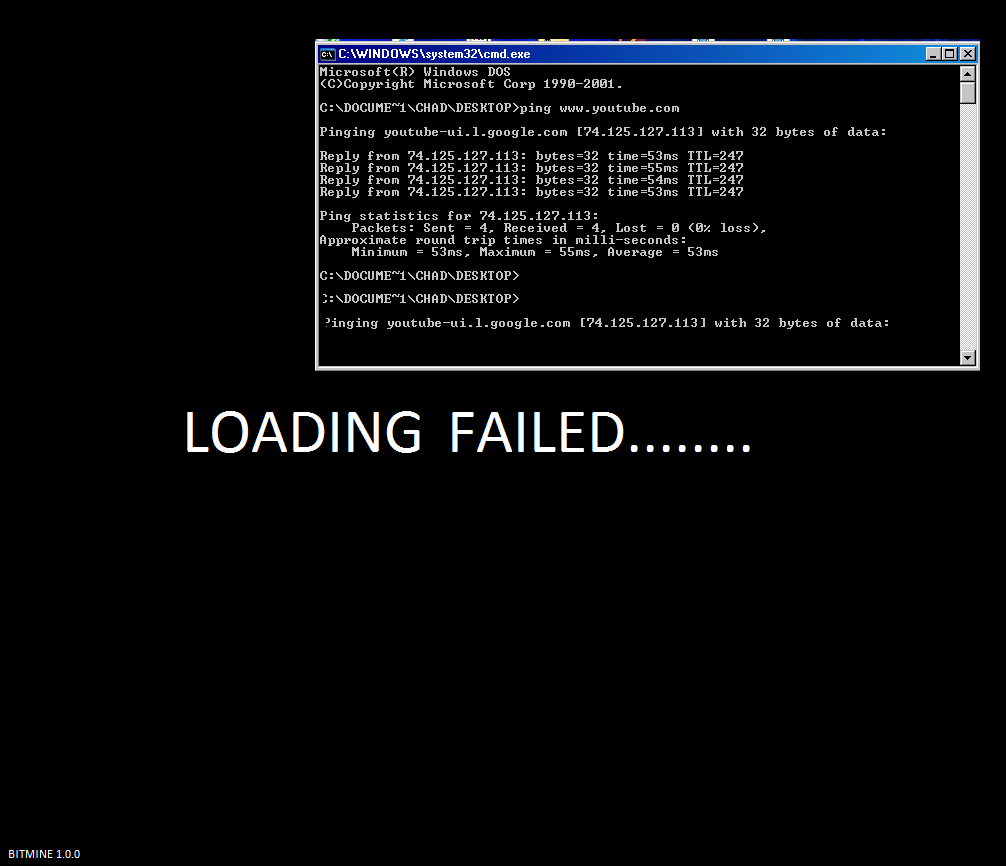 C:\WINDOWS\system32\cmd.exe
Microsoft(R) Windows DOS
(C)Copyright Microsoft Corp 1990-2001.
C:\DOCUME~1\CHAD\DESKTOP>ping www.youtube.com
Pinging youtube-ui.l.google.com [74.125.127.113] with 32 bytes of data:
Reply from 74.125.127.113: bytes=32 time=53ms TTL=247
Reply from 74.125.127.113: bytes=32 time=55ms TTL=247
Reply from 74.125.127.113: bytes=32 time=54ms TTL=247
Reply from 74.125.127.113: bytes=32 time=53ms TTL=247
Ping statistics for 74.125.127.113:
Packets: Sent = 4, Received = 4, Lost = 0 (0% loss),
Approximate round trip times in milli-seconds:
Minimum = 53ms, Maximum = 55ms, Average = 53ms
C:\DOCUME~1\CHAD\DESKTOP>
C:\DOCUME~1\CHAD\DESKTOP>
Pinging youtube-ui.l.google.com [74.125.127.113] with 32 bytes of data:
LOADING FAILED........
BITMINE 1.0.0